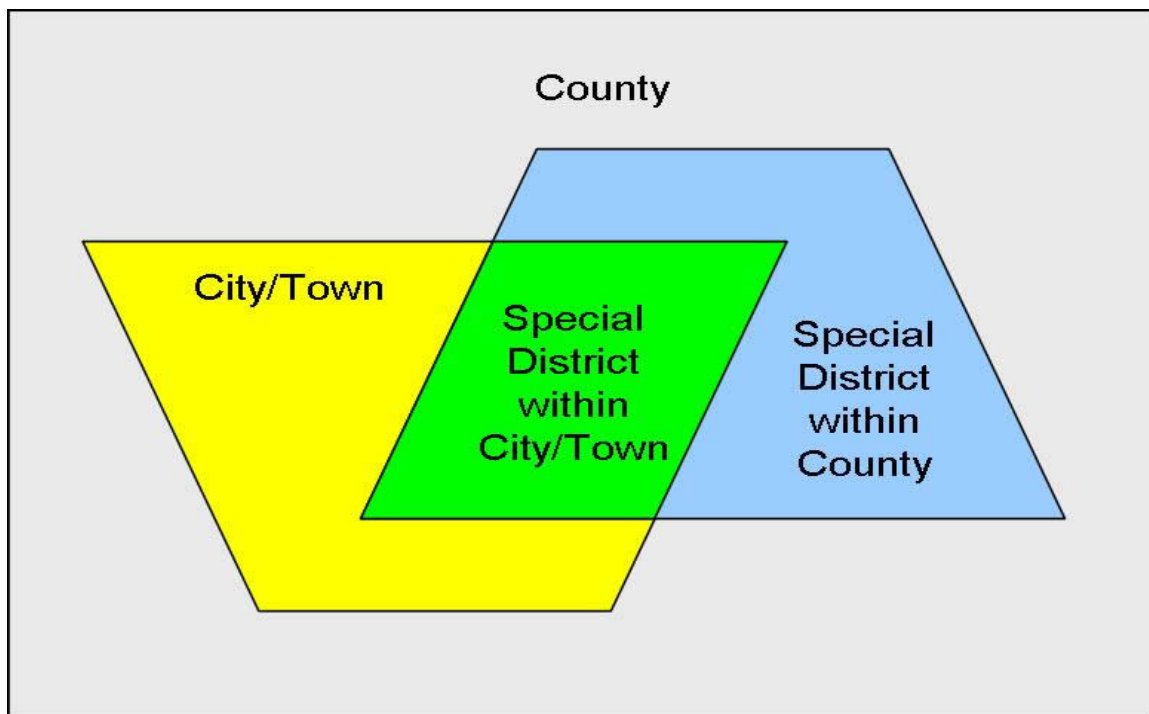 County
City/Town
Special
District
within
City/Town
Special
District
within
County